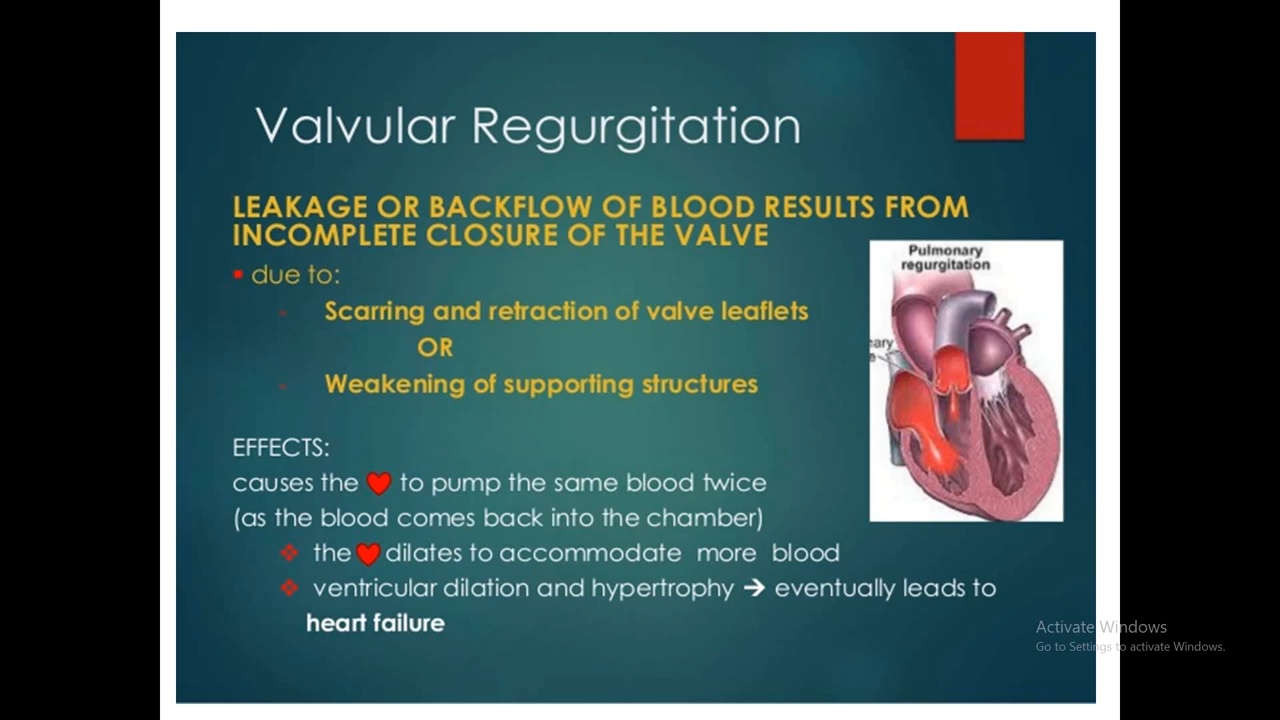 Valvular Regurgitation
LEAKAGE OR BACKFLOW OF BLOOD RESULTS FROM
INCOMPLETE CLOSURE OF THE VALVE
due to:
- Scarring and retraction of valve leaflets
OR
- Weakening of supporting structures
EFFECTS:
causes the ❤ to pump the same blood twice
(as the blood comes back into the chamber)
❖ the ❤ dilates to accommodate more blood
❖ ventricular dilation and hypertrophy → eventually leads to
heart failure
Pulmonary
regurgitation
Activate Windows
Go to Settings to activate Windows.